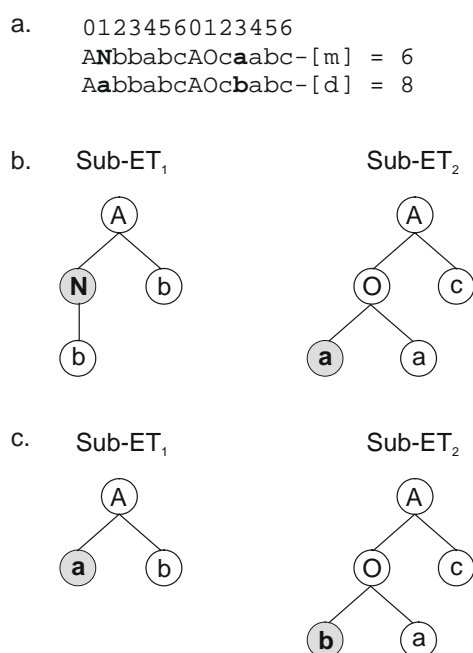 a. 01234560123456
ANbbabcAOcaabc-[m] = 6
AabbabcAOcbabc-[d] = 8
b. Sub-ET₁ Sub-ET₂
A A
N b O c
b a a
c. Sub-ET₁ Sub-ET₂
A A
a b O c
b a